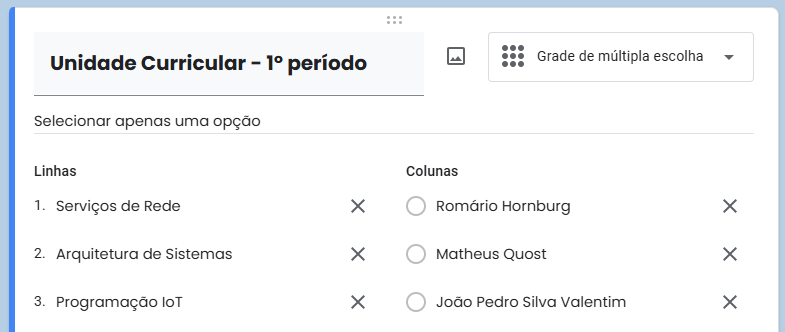 Unidade Curricular - 1º período
Grade de múltipla escolha
Selecionar apenas uma opção
Linhas
Colunas
1. Serviços de Rede
Romário Hornburg
2. Arquitetura de Sistemas
Matheus Quost
3. Programação IoT
João Pedro Silva Valentim